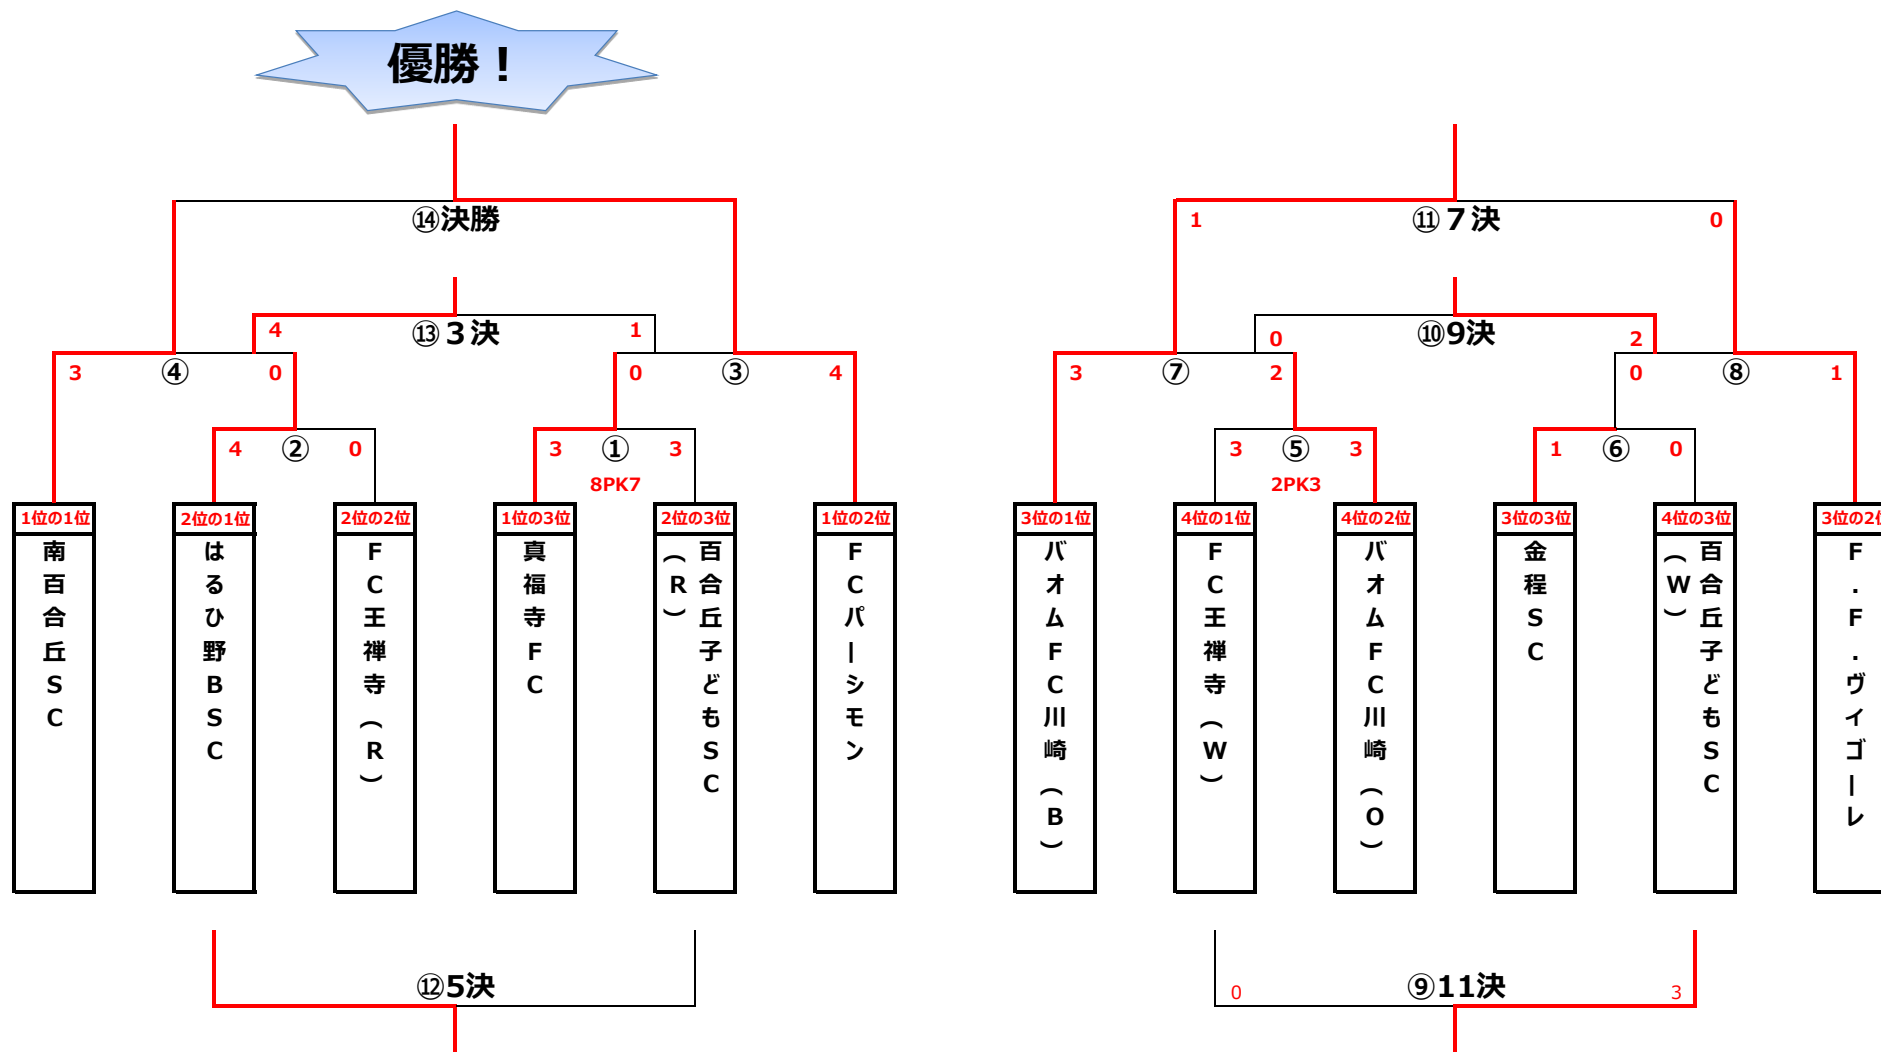 優勝！
⑭決勝
1
⑪７決
0
4
⑬３決
1
0
⑩9決
2
3
④
0
0
③
4
3
⑦
2
0
⑧
1
4
②
0
3
①
3
8PK7
3
⑤
3
2PK3
1
⑥
0
1位の1位
2位の1位
2位の2位
1位の3位
2位の3位
1位の2位
3位の1位
4位の1位
4位の2位
3位の3位
4位の3位
南百合丘SC
はるひ野BSC
FC王禅寺（R）
真福寺FC
百合丘子どもSC
（R）
FCパーシモン
バオムFC川崎（B）
FC王禅寺（W）
バオムFC川崎（O）
金程SC
百合丘子どもSC
（W）
F.F.ヴィゴーレ
⑫5決
0
⑨11決
3